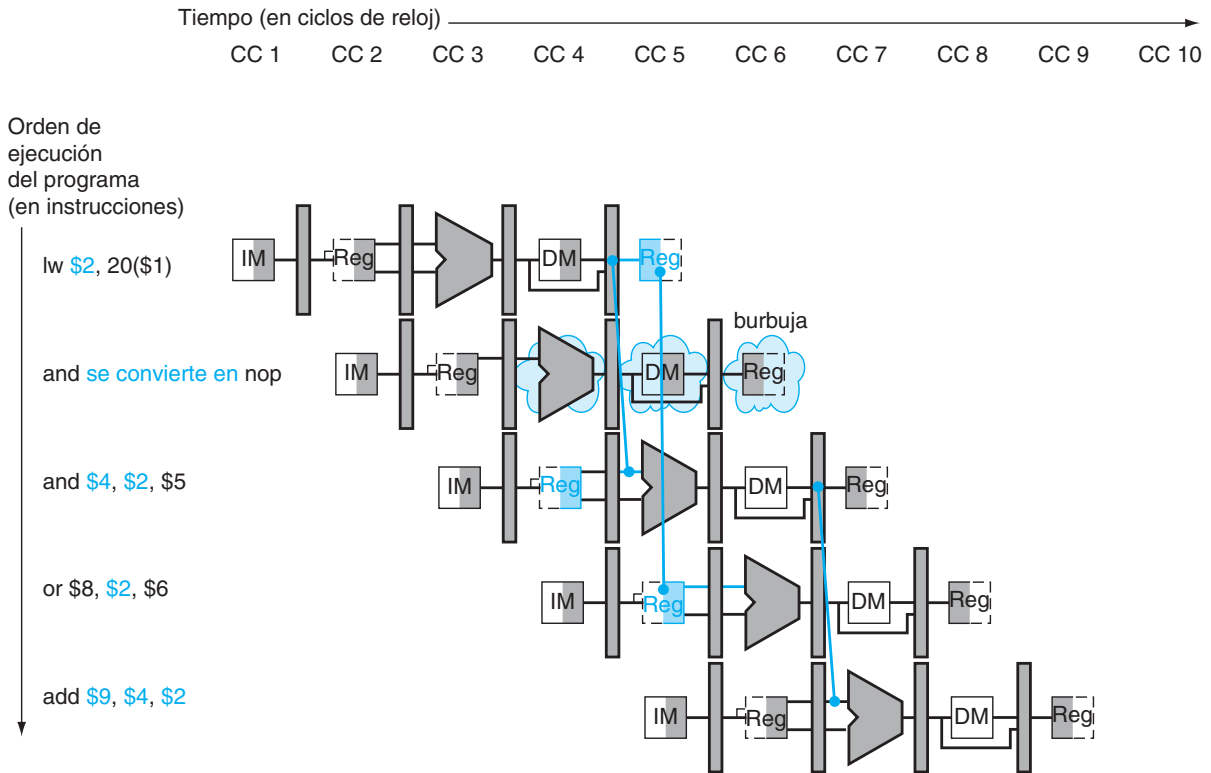 Tiempo (en ciclos de reloj)
CC 1 CC 2 CC 3 CC 4 CC 5 CC 6 CC 7 CC 8 CC 9 CC 10
Orden de
ejecución
del programa
(en instrucciones)
lw $2, 20($1)
IM Reg DM Reg
burbuja
and se convierte en nop
IM Reg DM Reg
and $4, $2, $5
IM Reg DM Reg
or $8, $2, $6
IM Reg DM Reg
add $9, $4, $2
IM Reg DM Reg